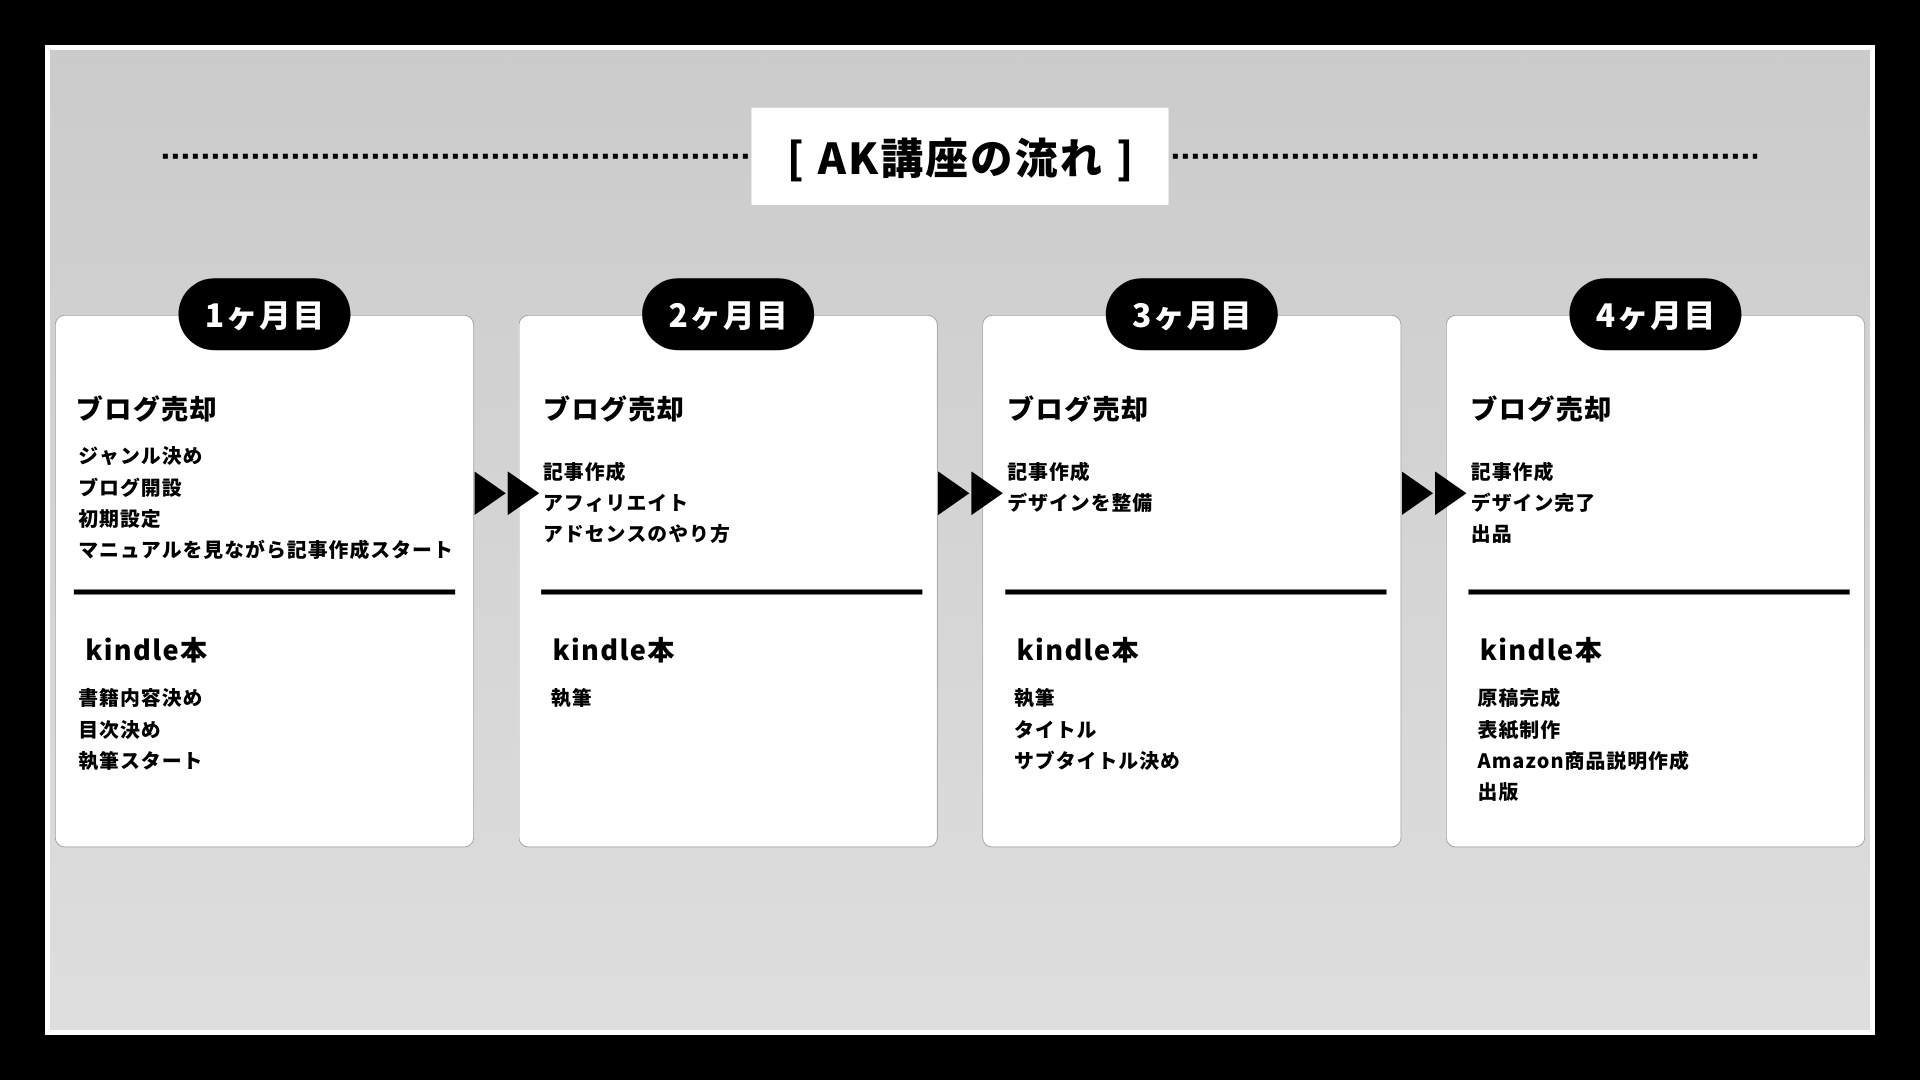 [ AK講座の流れ ]
1ヶ月目
ブログ売却
ジャンル決め
ブログ開設
初期設定
マニュアルを見ながら記事作成スタート
kindle本
書籍内容決め
目次決め
執筆スタート
2ヶ月目
ブログ売却
記事作成
アフィリエイト
アドセンスのやり方
kindle本
執筆
3ヶ月目
ブログ売却
記事作成
デザインを整備
kindle本
執筆
タイトル
サブタイトル決め
4ヶ月目
ブログ売却
記事作成
デザイン完了
出品
kindle本
原稿完成
表紙制作
Amazon商品説明作成
出版